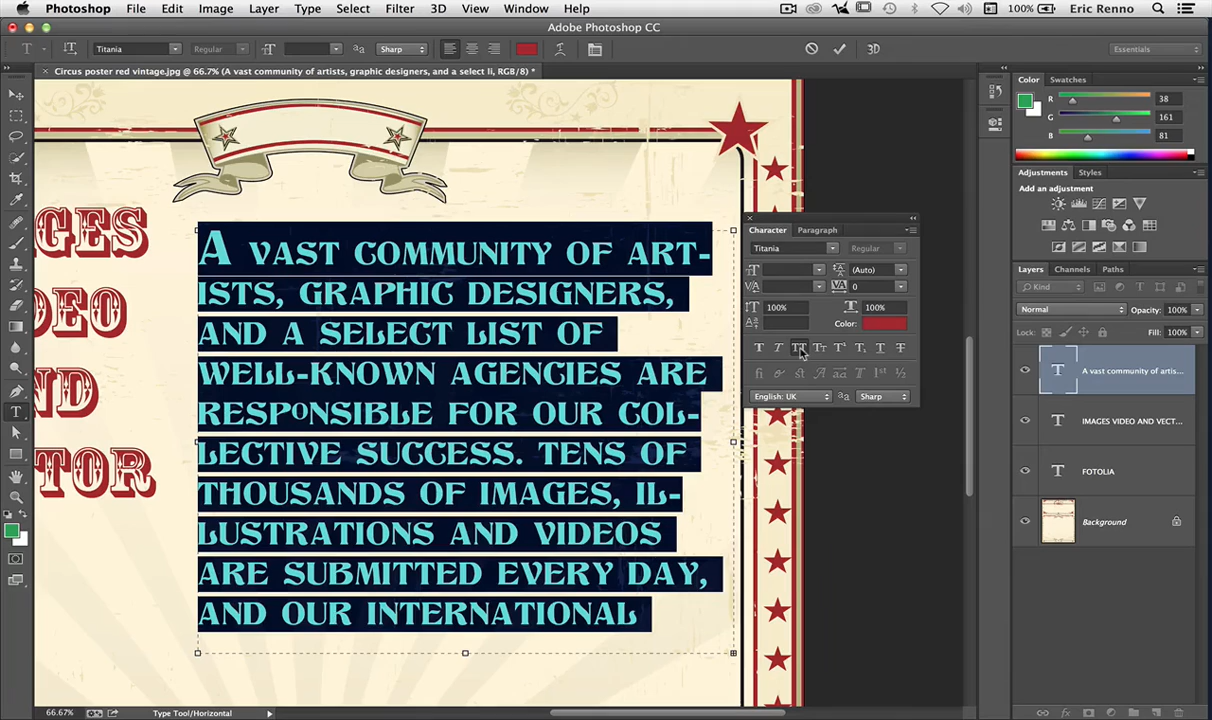 Photoshop File Edit Image Layer Type Select Filter 3D View Window Help 100% Eric Renno
Adobe Photoshop CC
T Titania Regular Sharp 3D Essentials
Circus poster red vintage.jpg @ 66.7% (A vast community of artists, graphic designers, and a select li, RGB/8) *
Color Swatches
R 38
G 161
B 81
Adjustments Styles
Add an adjustment
Layers Channels Paths
Kind
Normal Opacity: 100%
Lock: Fill: 100%
A vast community of artis...
IMAGES VIDEO AND VECT...
FOTOLIA
Background
Character Paragraph
Titania Regular
(Auto)
0
100% 100%
Color:
English: UK Sharp
GES
DEO
ND
TOR
A VAST COMMUNITY OF ART-
ISTS, GRAPHIC DESIGNERS,
AND A SELECT LIST OF
WELL-KNOWN AGENCIES ARE
RESPONSIBLE FOR OUR COL-
LECTIVE SUCCESS. TENS OF
THOUSANDS OF IMAGES, IL-
LUSTRATIONS AND VIDEOS
ARE SUBMITTED EVERY DAY,
AND OUR INTERNATIONAL
66.67% Type Tool/Horizontal